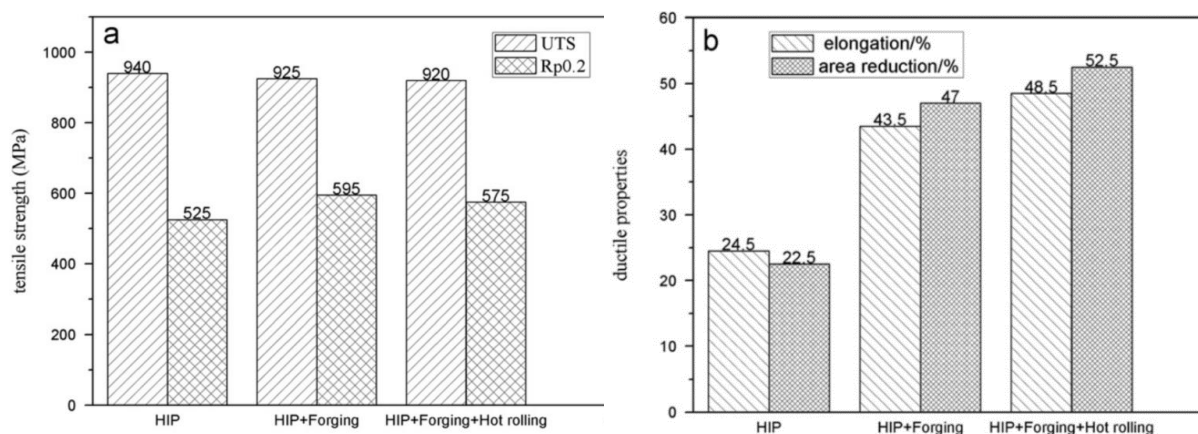 a
UTS
Rp0.2
tensile strength (MPa)
1000
800
600
400
200
0
940
525
925
595
920
575
HIP
HIP+Forging
HIP+Forging+Hot rolling
b
elongation/%
area reduction/%
ductile properties
60
50
40
30
20
10
0
24.5
22.5
43.5
47
48.5
52.5
HIP
HIP+Forging
HIP+Forging+Hot rolling